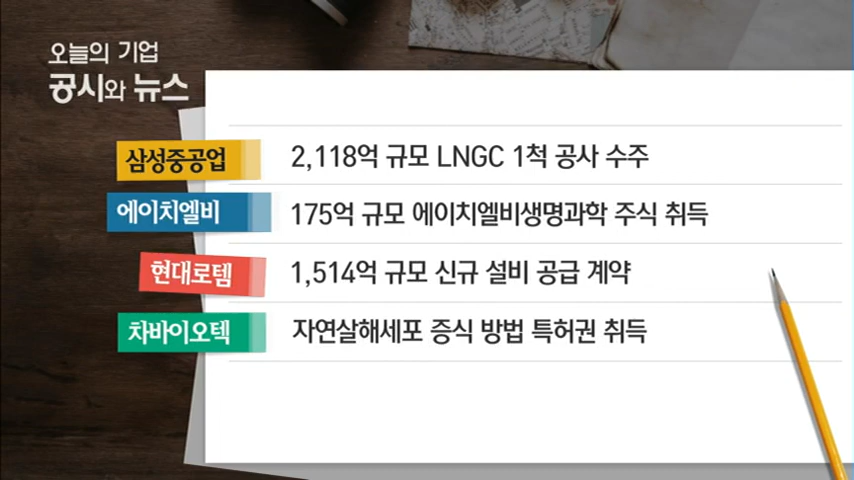 오늘의 기업
공시와 뉴스
삼성중공업 2,118억 규모 LNGC 1척 공사 수주
에이치엘비 175억 규모 에이치엘비생명과학 주식 취득
현대로템 1,514억 규모 신규 설비 공급 계약
차바이오텍 자연살해세포 증식 방법 특허권 취득